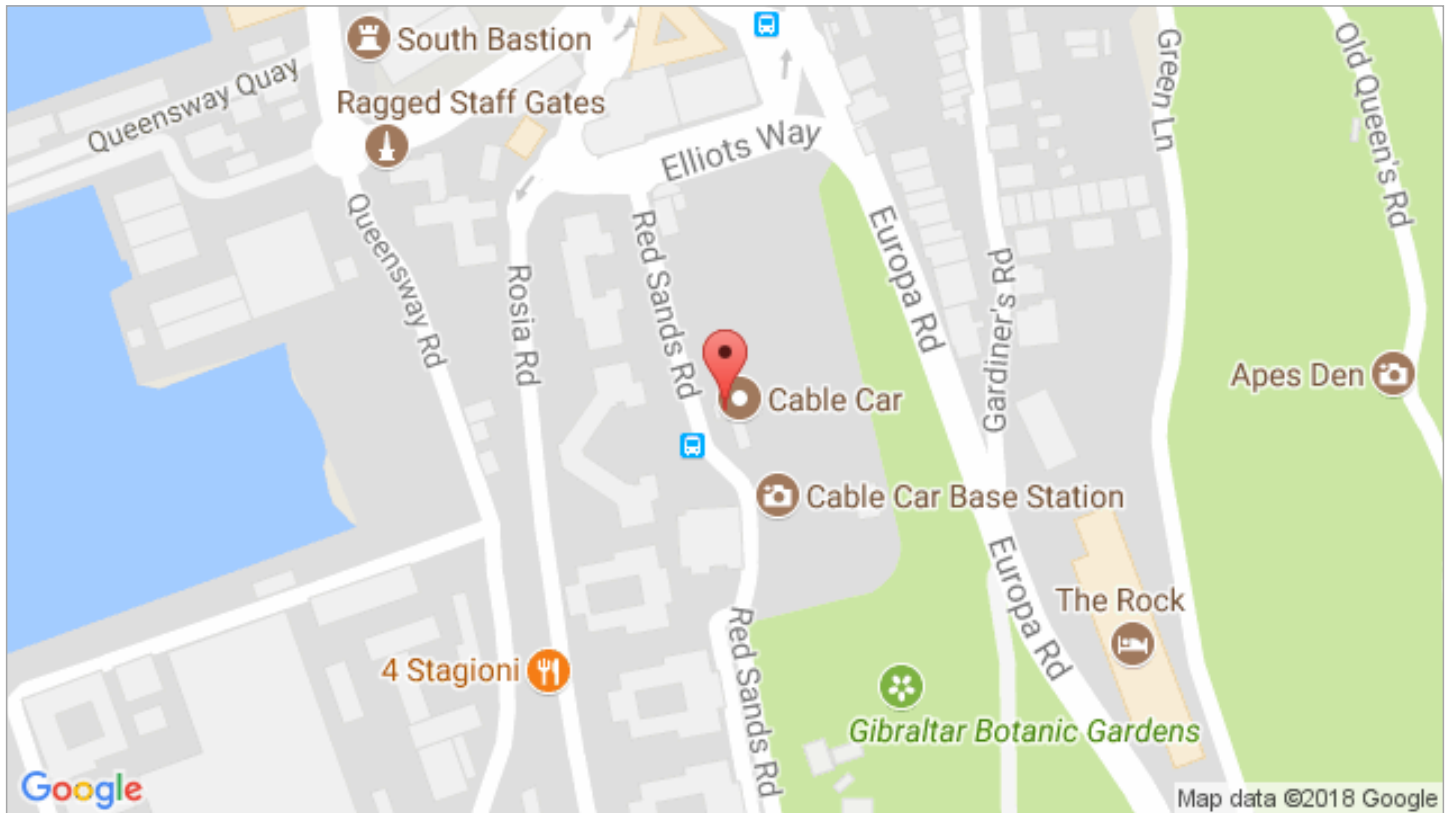 South Bastion
Queensway Quay
Ragged Staff Gates
Elliots Way
Green Ln
Old Queen's Rd
Queensway Rd
Rosia Rd
Red Sands Rd
Europa Rd
Gardiner's Rd
Apes Den
Cable Car
Cable Car Base Station
Europa Rd
The Rock
4 Stagioni
Red Sands Rd
Gibraltar Botanic Gardens
Google
Map data ©2018 Google